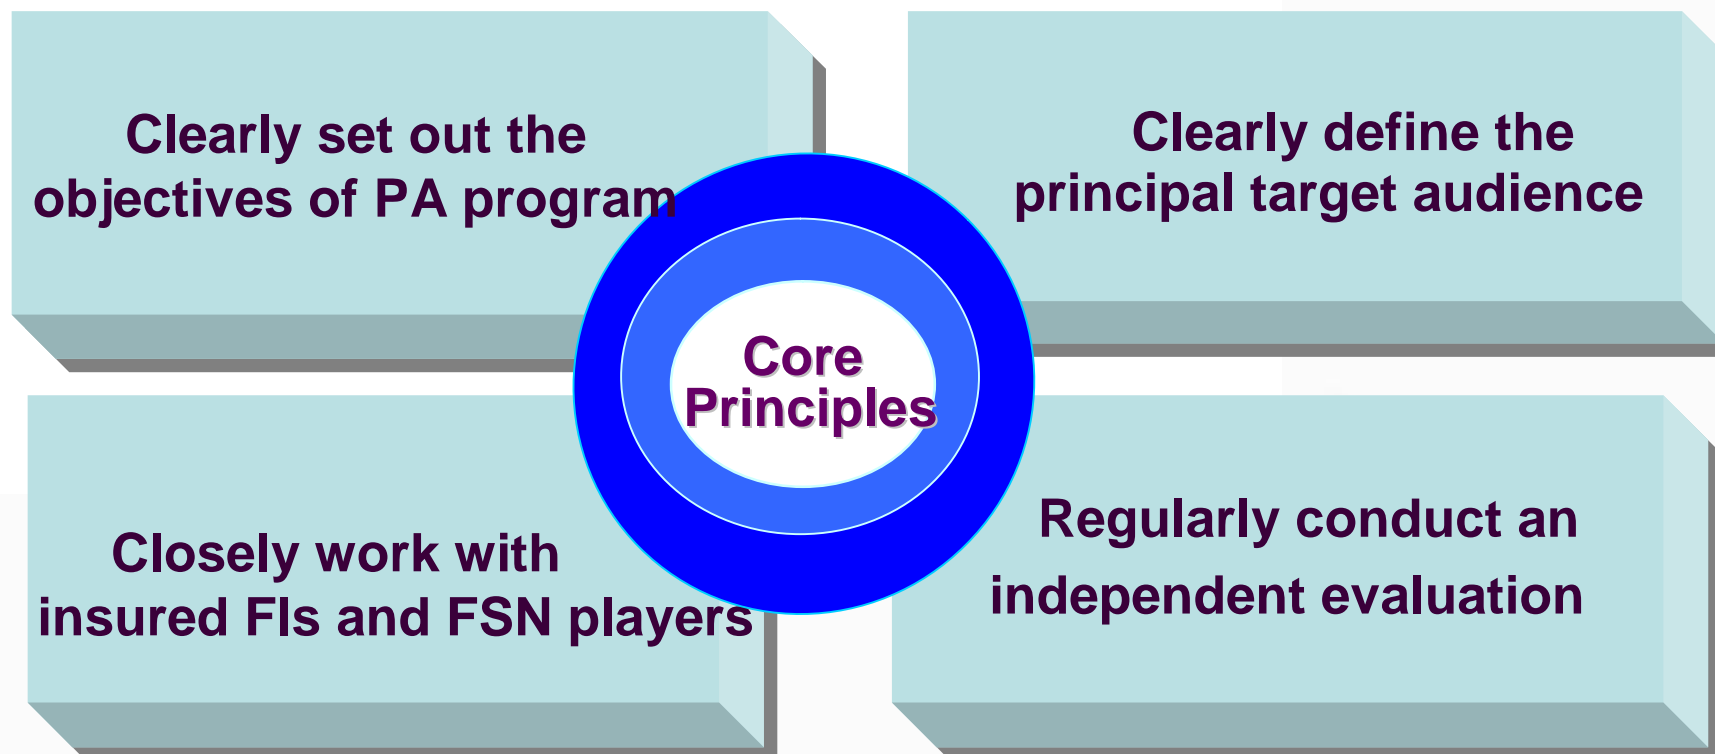 Clearly set out the
objectives of PA program
Clearly define the
principal target audience
Core
Principles
Closely work with
insured FIs and FSN players
Regularly conduct an
independent evaluation